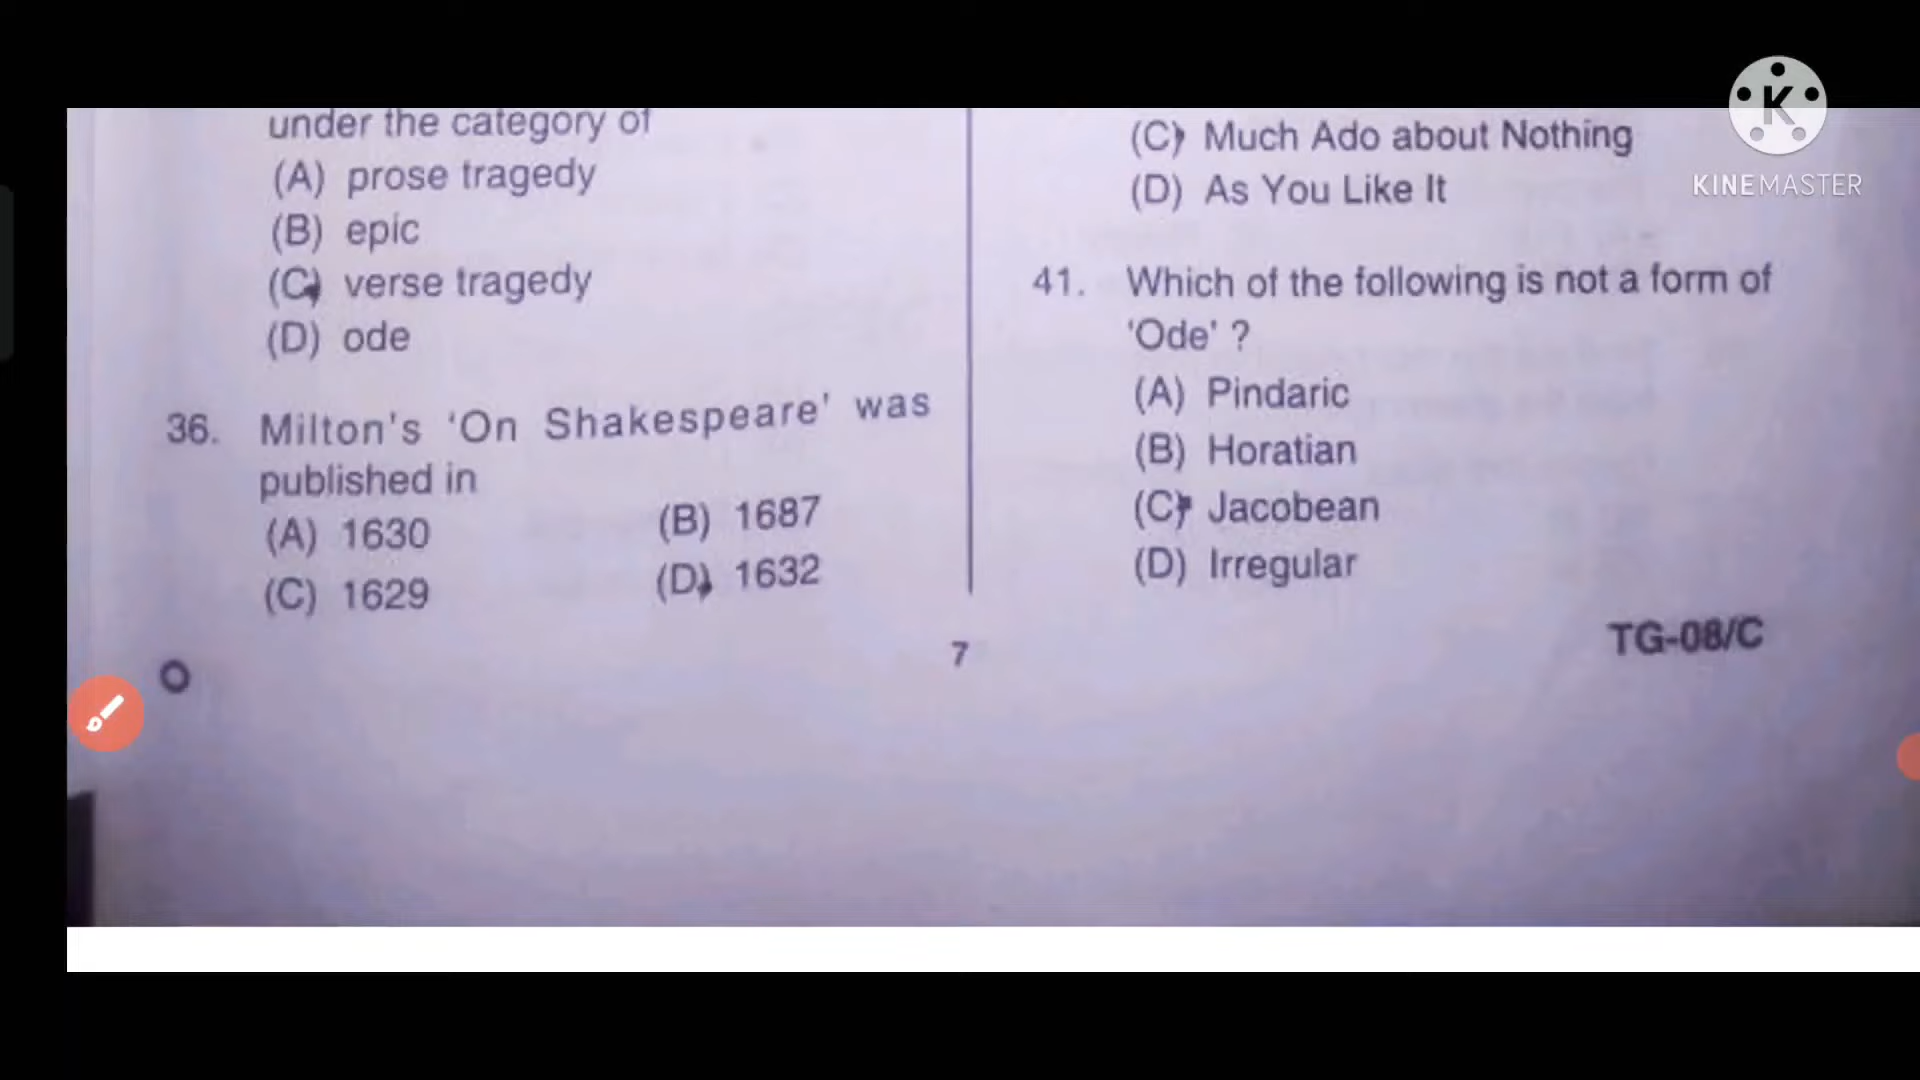 under the category of
(A) prose tragedy
(B) epic
(C) verse tragedy
(D) ode
36. Milton's 'On Shakespeare' was
published in
(A) 1630 (B) 1687
(C) 1629 (D) 1632
(C) Much Ado about Nothing
(D) As You Like It
41. Which of the following is not a form of
'Ode' ?
(A) Pindaric
(B) Horatian
(C) Jacobean
(D) Irregular
7
TG-08/C
K
KINEMASTER